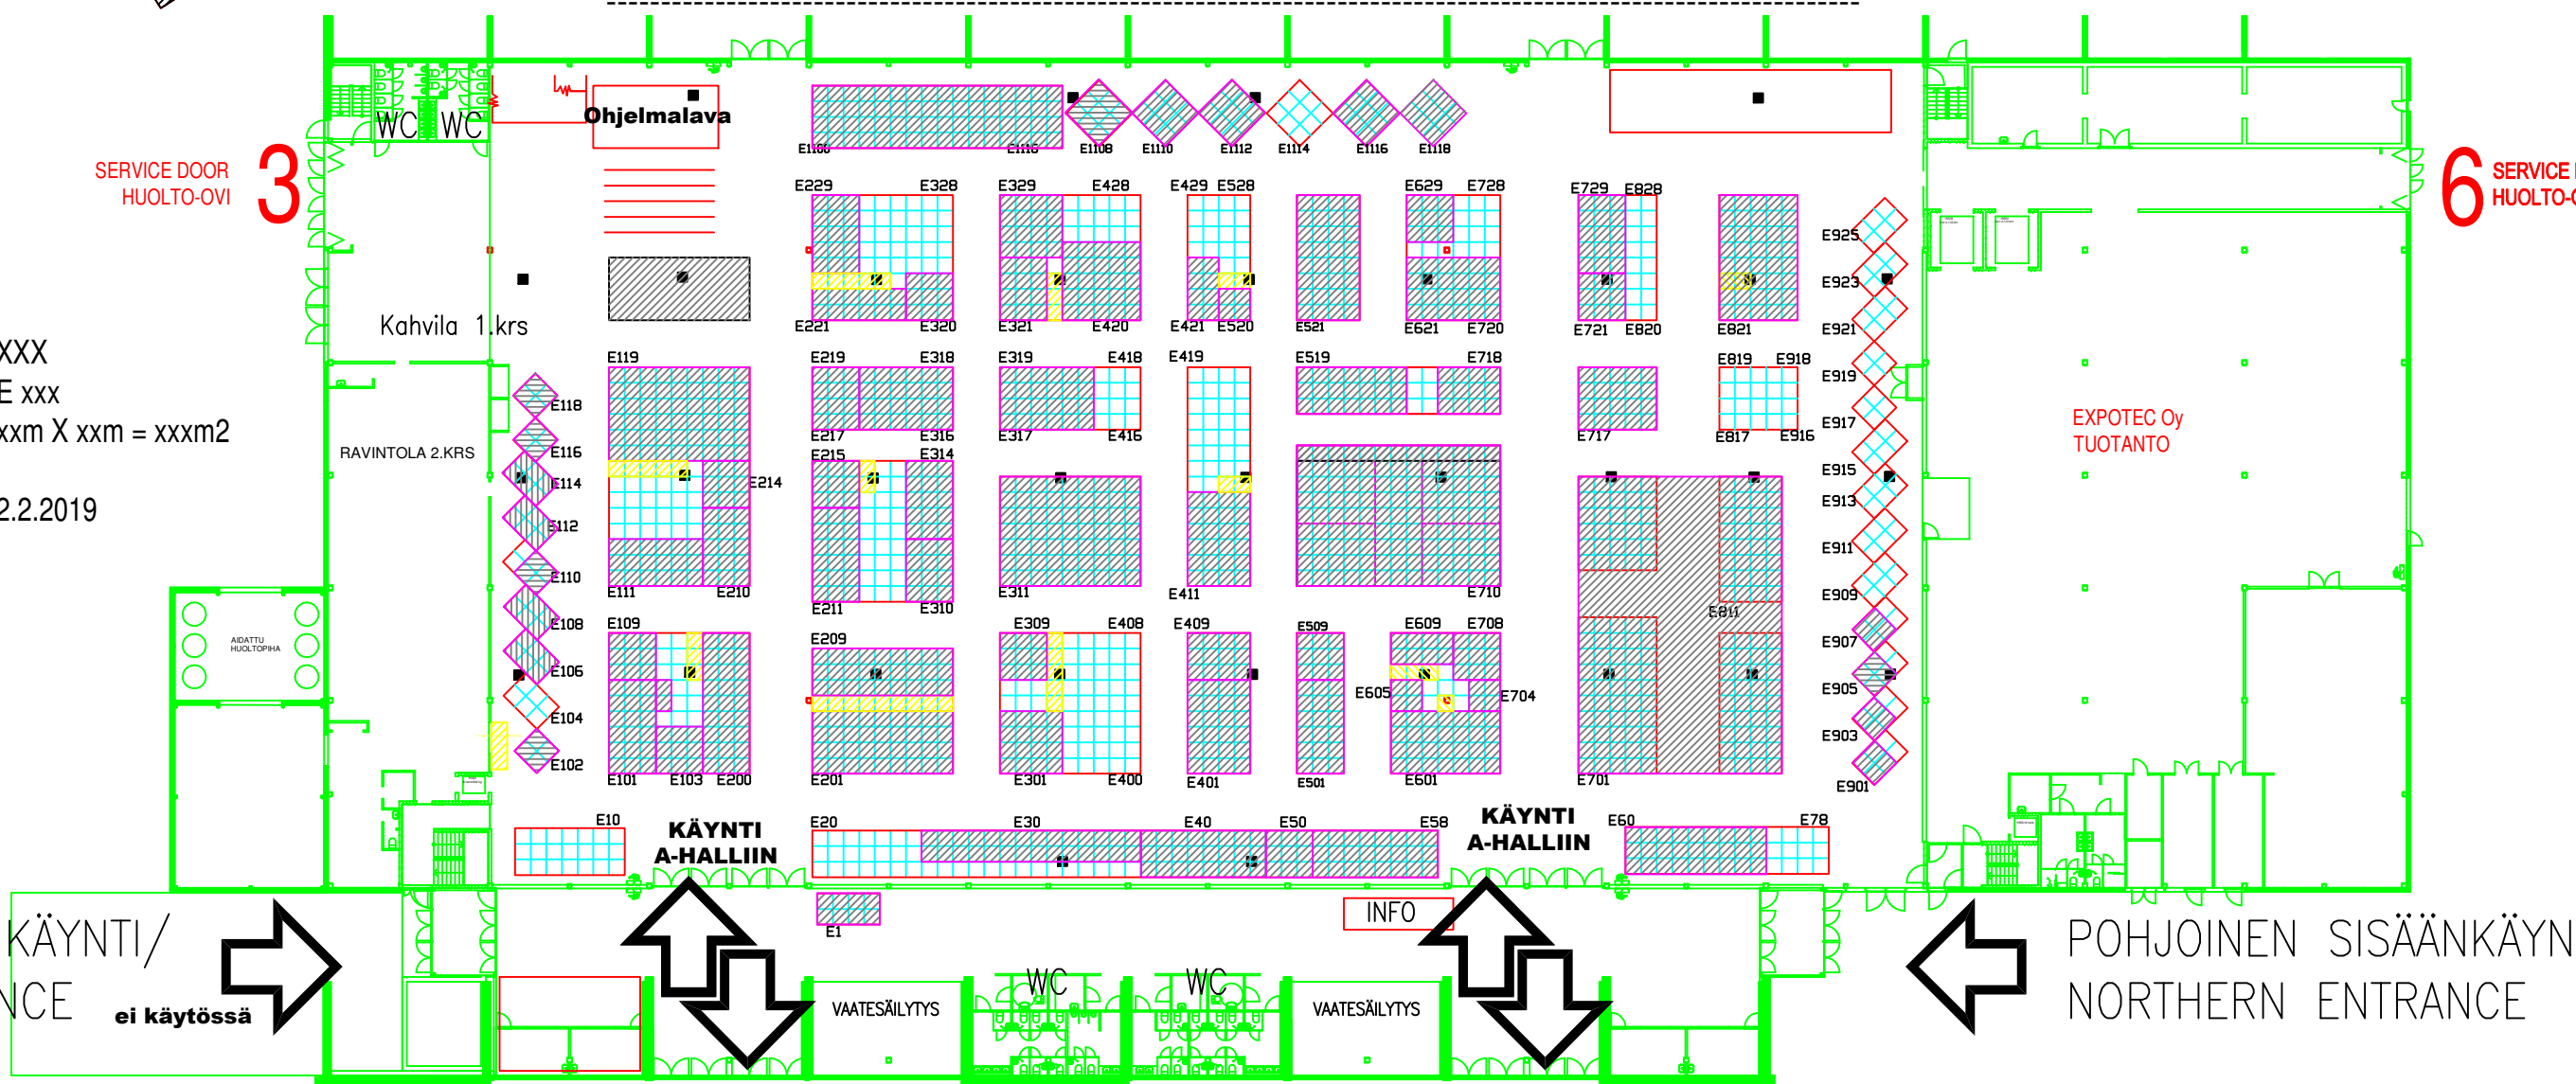 WC WC
Ohjelmalava
SERVICE DOOR
HUOLTO-OVI
3
6
SERVICE
HUOLTO-O
E1108 E1110 E1112 E1114 E1116 E1118
E229 E328 E329 E428 E429 E528 E629 E728 E729 E828
E925
E923
E921
E919
E917
E915
E913
E911
E909
E907
E905
E903
E901
Kahvila 1.krs
E221 E320 E321 E420 E421 E520 E521 E621 E720 E721 E820 E821
XXX
E xxx
xxm X xxm = xxxm2
2.2.2019
RAVINTOLA 2.KRS
E119 E219 E318 E319 E418 E419 E519 E718 E819 E918
E118
E116
E114
E112
E110
E108
E106
E104
E102
E217 E316 E317 E416 E717 E817 E916
E215 E314
E214
EXPOTEC Oy
TUOTANTO
E111 E210 E211 E310 E311 E411 E710
E811
AIDATTU
HUOLTOPIHA
E109 E209 E309 E408 E409 E509 E609 E708
E605 E704
E101 E103 E200 E201 E301 E400 E401 E501 E601 E701
E10
KÄYNTI
A-HALLIIN
E20 E30 E40 E50 E58
KÄYNTI
A-HALLIIN
E60 E78
E1
INFO
KÄYNTI/
NCE
ei käytössä
VAATESÄILYTYS
WC
WC
VAATESÄILYTYS
POHJOINEN SISÄÄNKÄYN
NORTHERN ENTRANCE